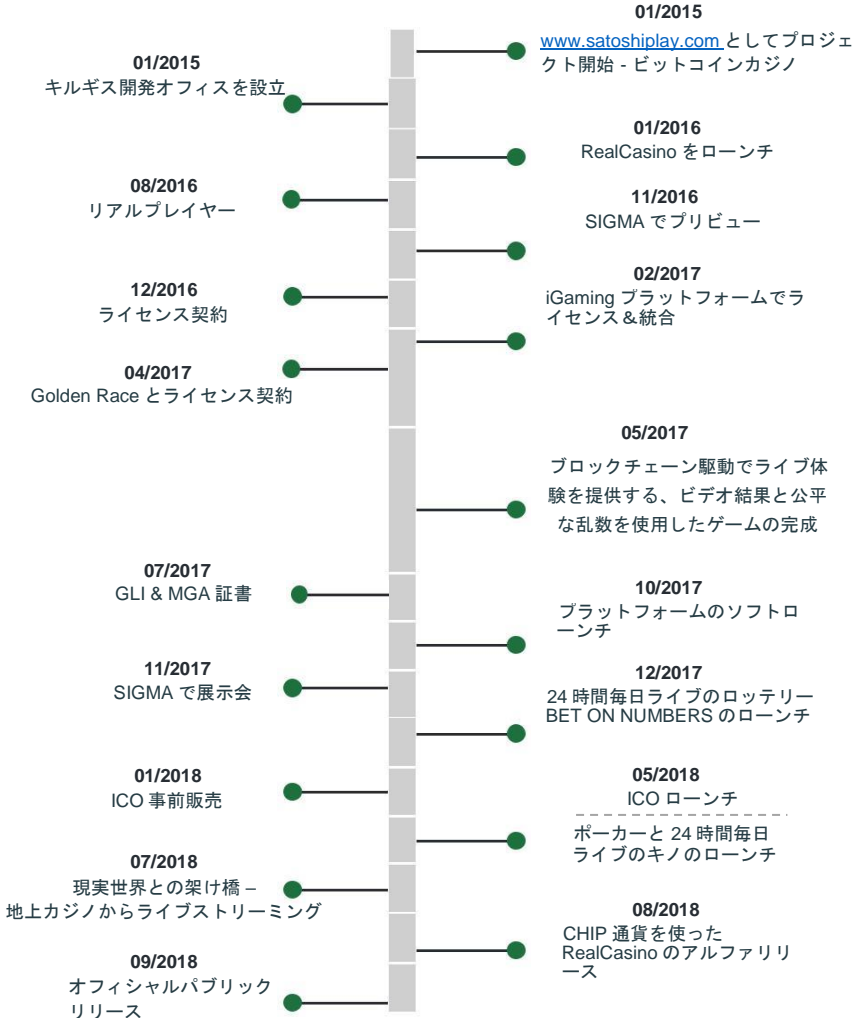 01/2015
www.satoshiplay.com としてプロジェ
クト開始 - ビットコインカジノ
01/2015
キルギス開発オフィスを設立
01/2016
RealCasino をローンチ
08/2016
リアルプレイヤー
11/2016
SIGMA でプリビュー
12/2016
ライセンス契約
02/2017
iGaming プラットフォームでラ
イセンス＆統合
04/2017
Golden Race とライセンス契約
05/2017
ブロックチェーン駆動でライブ体
験を提供する、ビデオ結果と公平
な乱数を使用したゲームの完成
07/2017
GLI & MGA 証書
10/2017
プラットフォームのソフトロ
ーンチ
11/2017
SIGMA で展示会
12/2017
24 時間毎日ライブのロッテリー
BET ON NUMBERS のローンチ
01/2018
ICO 事前販売
05/2018
ICO ローンチ
ポーカーと 24 時間毎日
ライブのキノのローンチ
07/2018
現実世界との架け橋 –
地上カジノからライブストリーミング
08/2018
CHIP 通貨を使った
RealCasino のアルファリリ
ース
09/2018
オフィシャルパブリック
リリース